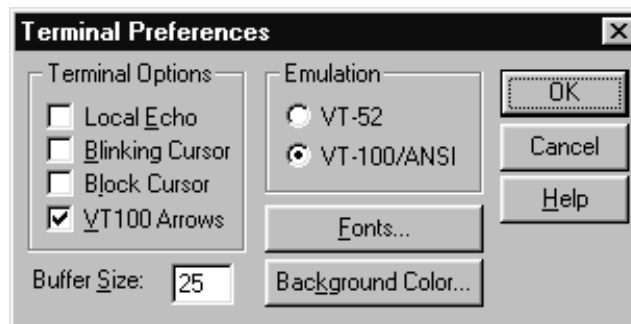 Terminal Preferences
Terminal Options
Local Echo
Blinking Cursor
Block Cursor
VT100 Arrows
Buffer Size: 25
Emulation
VT-52
VT-100/ANSI
Fonts...
Background Color...
OK
Cancel
Help